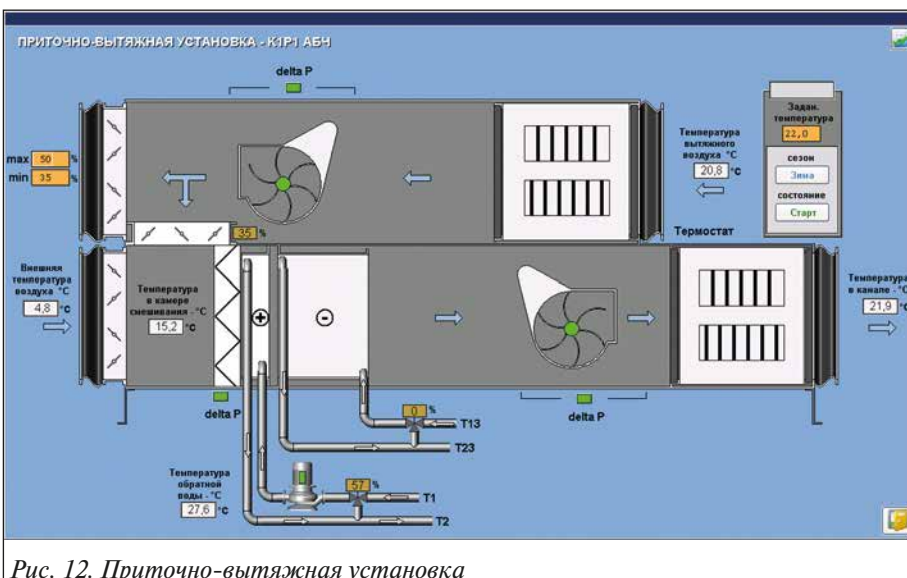 ПРИТОЧНО-ВЫТЯЖНАЯ УСТАНОВКА - К1Р1 АБЧ
delta P
Задан.
температура
22,0
сезон
Зима
состояние
Старт
Температура
вытяжного
воздуха °C
20,8 °C
max 50 %
min 35 %
35 %
Термостат
Внешняя
температура
воздуха °C
4,8 °C
Температура
в камере
смешивания - °C
15,2 °C
+
-
Температура
в канале - °C
21,9 °C
delta P
delta P
0 %
T13
T23
Температура
обратной
воды - °C
27,6 °C
57 %
T1
T2
Рис. 12. Приточно-вытяжная установка